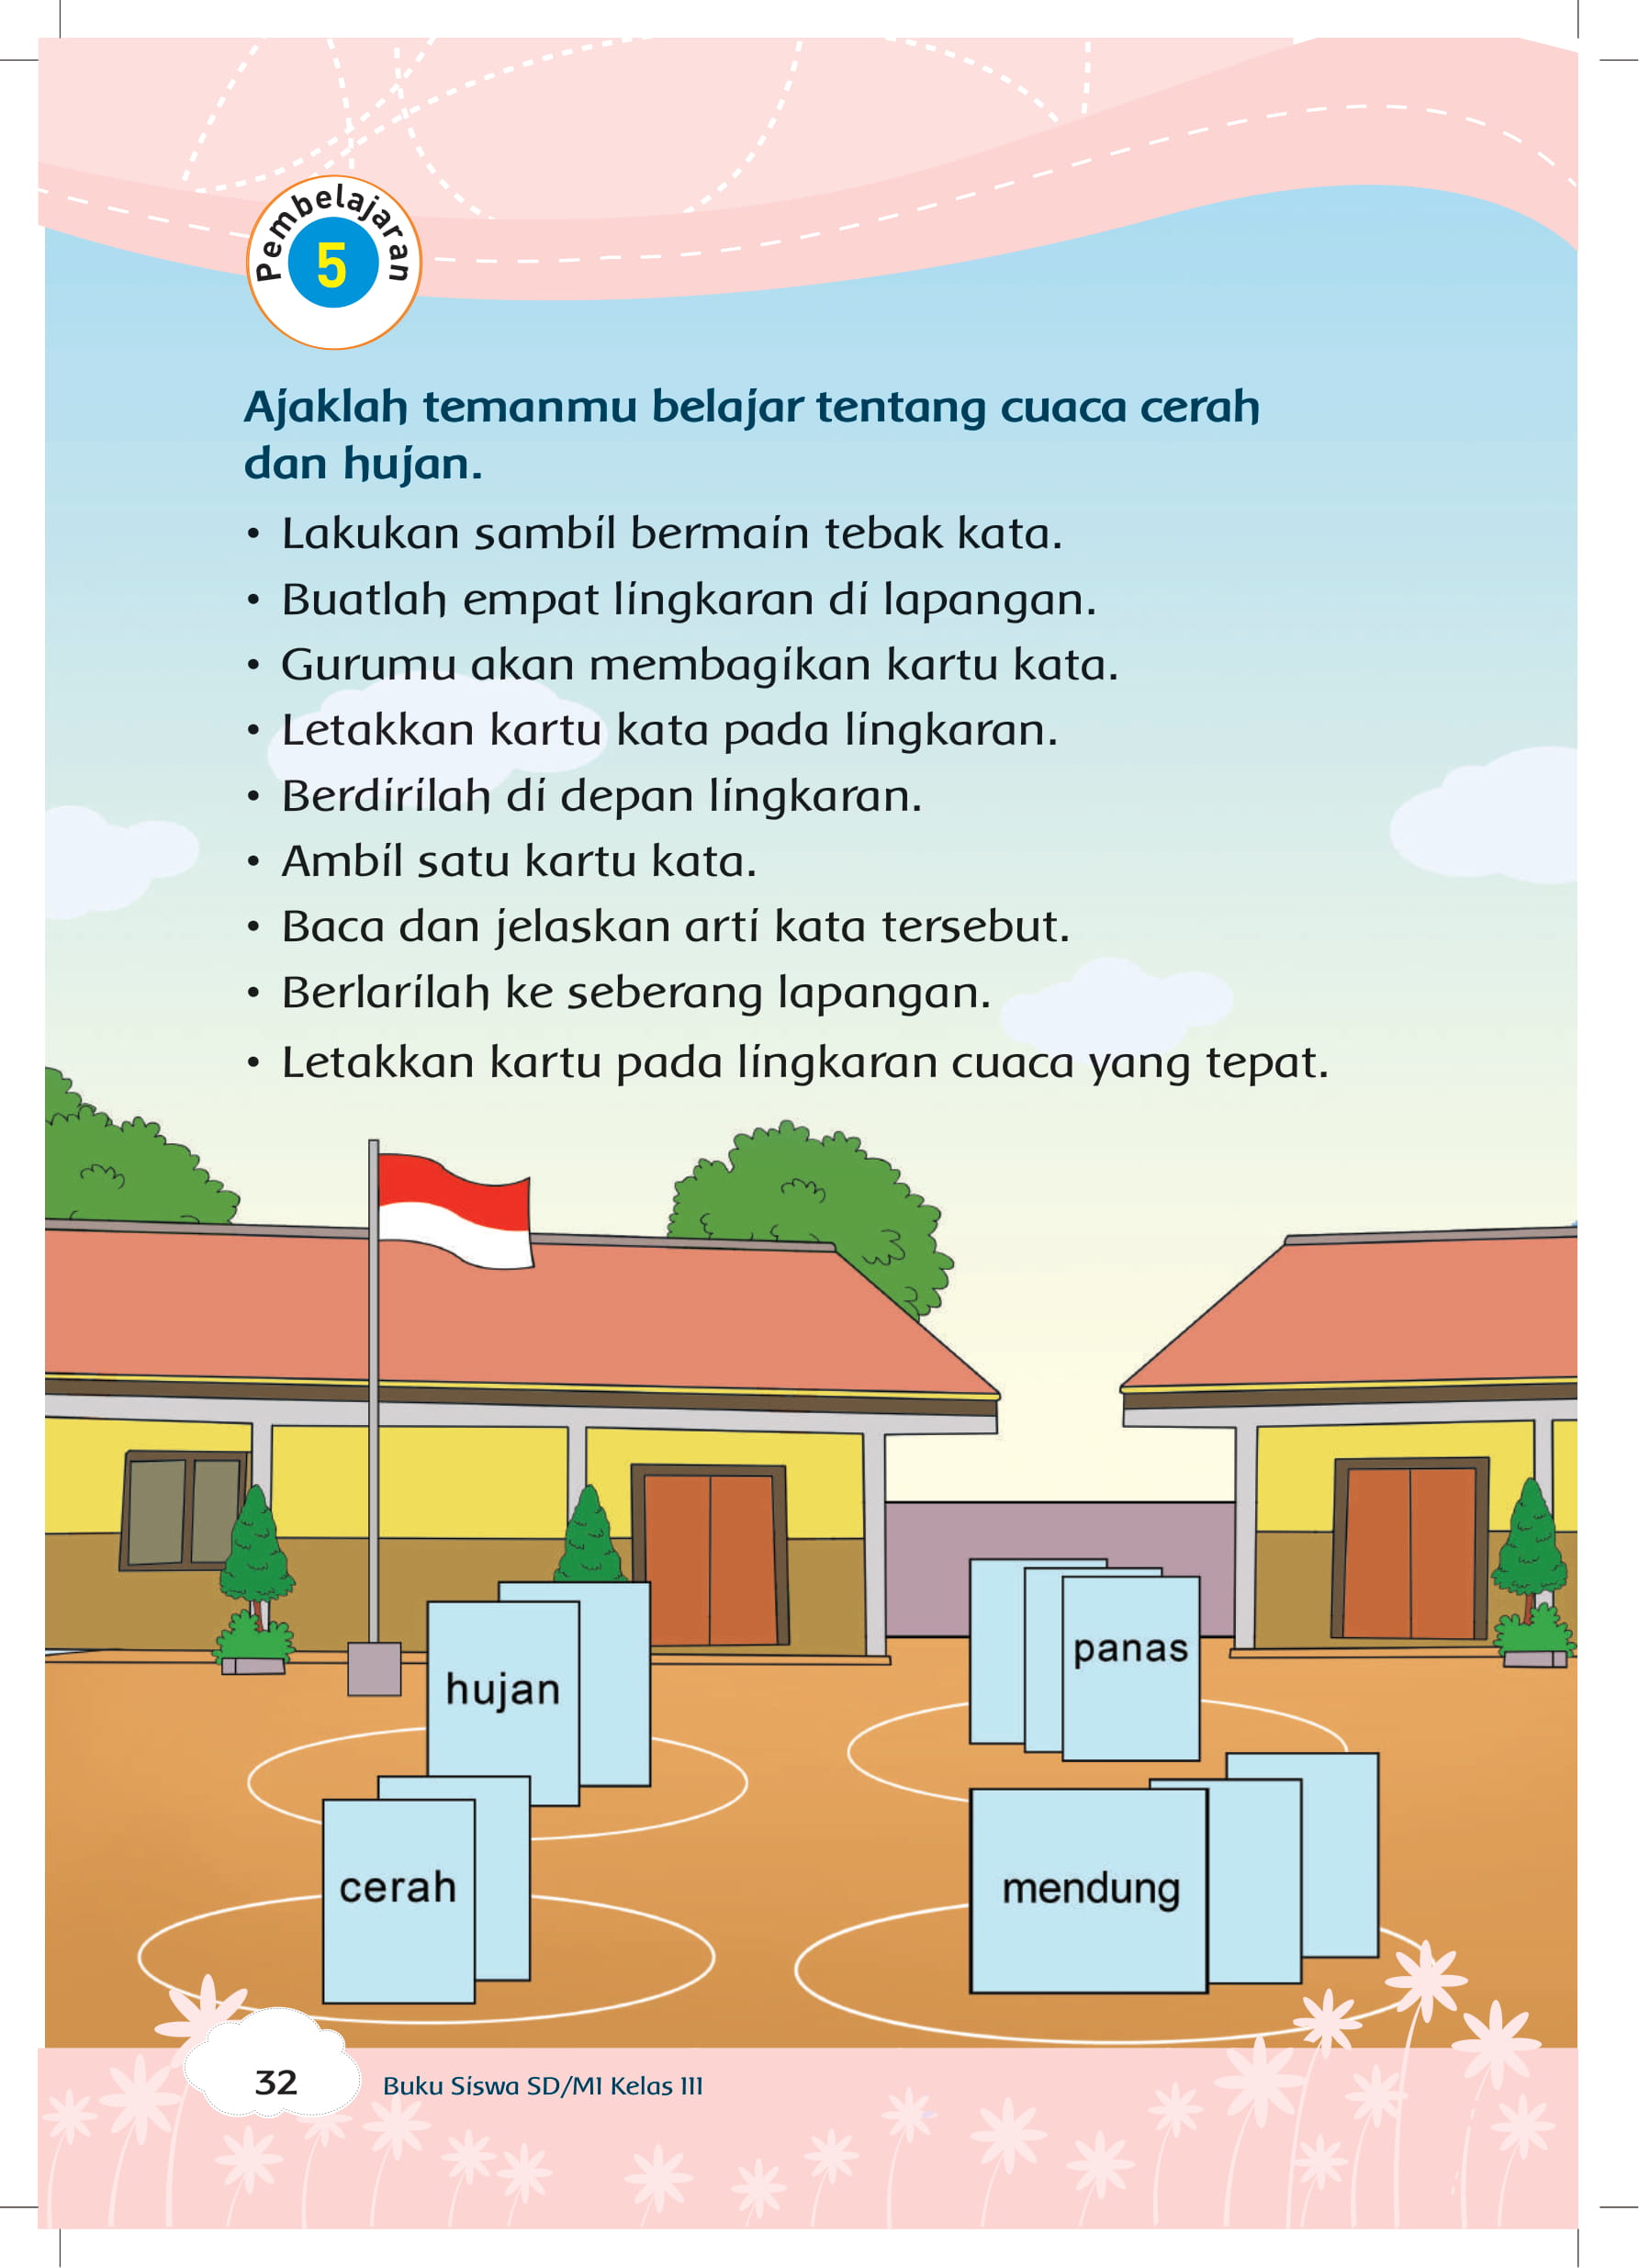 Pembelajaran
5
Ajaklah temanmu belajar tentang cuaca cerah
dan hujan.
• Lakukan sambil bermain tebak kata.
• Buatlah empat lingkaran di lapangan.
• Gurumu akan membagikan kartu kata.
• Letakkan kartu kata pada lingkaran.
• Berdirilah di depan lingkaran.
• Ambil satu kartu kata.
• Baca dan jelaskan arti kata tersebut.
• Berlarilah ke seberang lapangan.
• Letakkan kartu pada lingkaran cuaca yang tepat.
hujan
panas
cerah
mendung
32
Buku Siswa SD/MI Kelas III